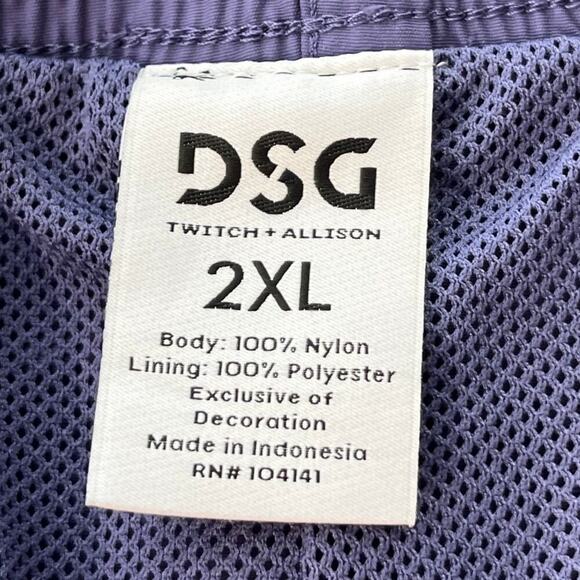 DSG
TWITCH + ALLISON
2XL
Body: 100% Nylon
Lining: 100% Polyester
Exclusive of
Decoration
Made in Indonesia
RN# 104141